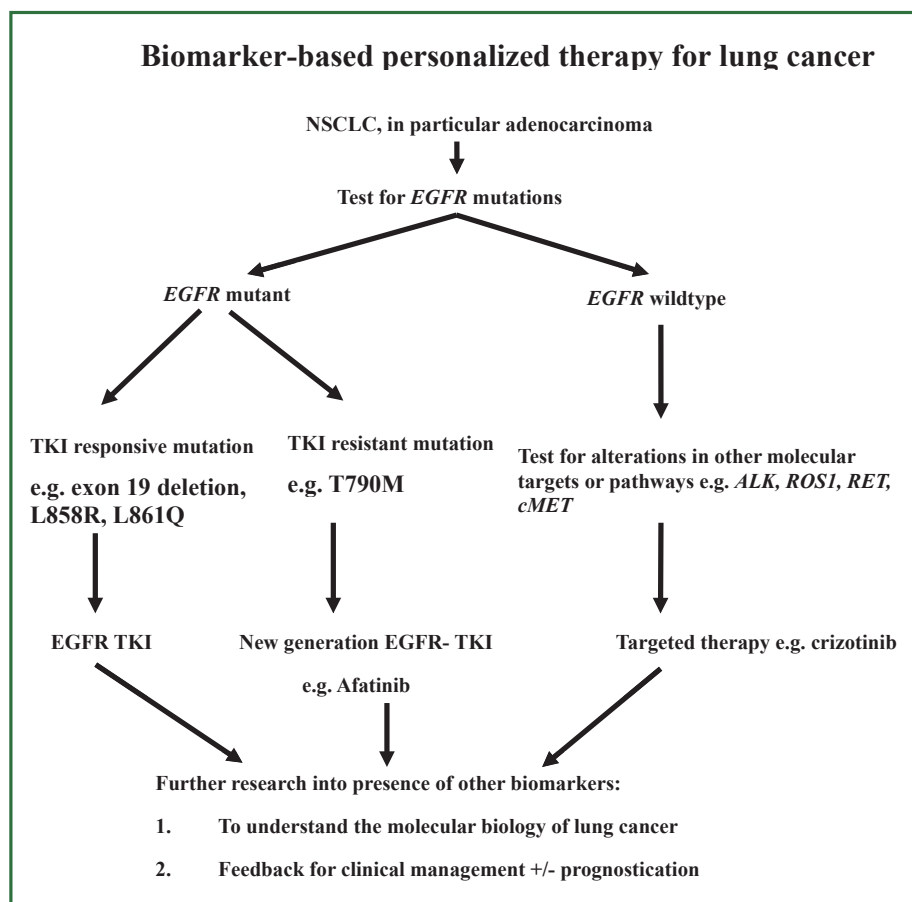 Biomarker-based personalized therapy for lung cancer
NSCLC, in particular adenocarcinoma
Test for EGFR mutations
EGFR mutant
EGFR wildtype
TKI responsive mutation
e.g. exon 19 deletion,
L858R, L861Q
TKI resistant mutation
e.g. T790M
Test for alterations in other molecular
targets or pathways e.g. ALK, ROS1, RET,
cMET
EGFR TKI
New generation EGFR- TKI
e.g. Afatinib
Targeted therapy e.g. crizotinib
Further research into presence of other biomarkers:
1. To understand the molecular biology of lung cancer
2. Feedback for clinical management +/- prognostication